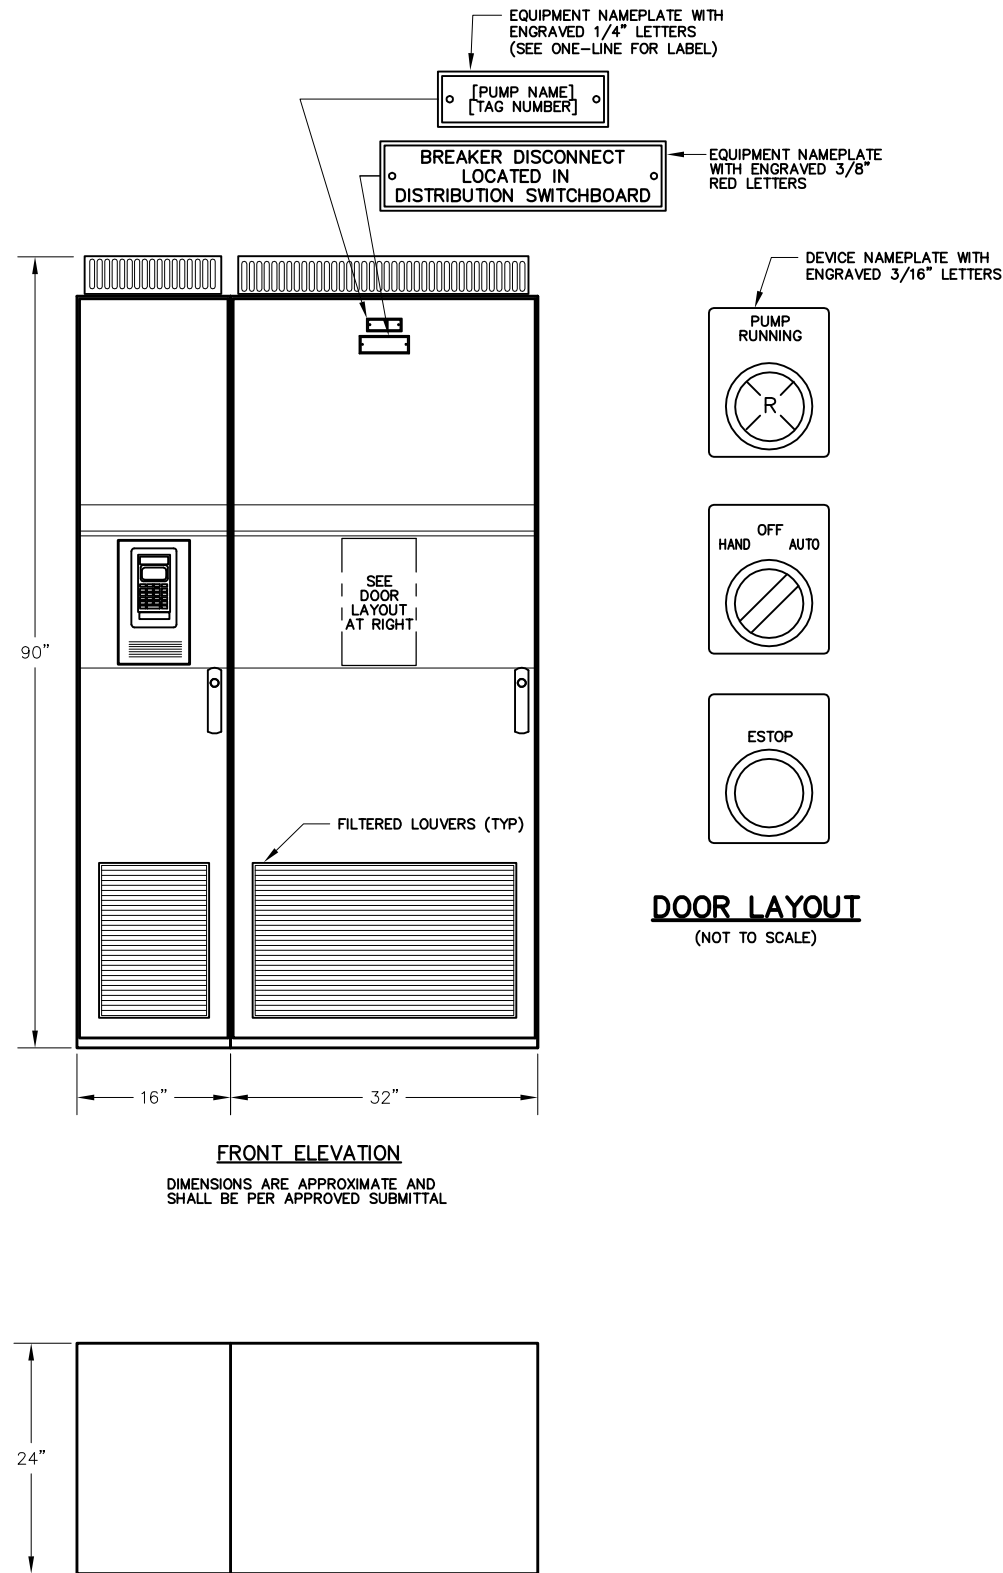 EQUIPMENT NAMEPLATE WITH
ENGRAVED 1/4" LETTERS
(SEE ONE-LINE FOR LABEL)
[PUMP NAME]
[TAG NUMBER]
BREAKER DISCONNECT
LOCATED IN
DISTRIBUTION SWITCHBOARD
EQUIPMENT NAMEPLATE
WITH ENGRAVED 3/8"
RED LETTERS
DEVICE NAMEPLATE WITH
ENGRAVED 3/16" LETTERS
PUMP
RUNNING
R
OFF
HAND AUTO
SEE
DOOR
LAYOUT
AT RIGHT
90"
ESTOP
FILTERED LOUVERS (TYP)
DOOR LAYOUT
(NOT TO SCALE)
16"
32"
FRONT ELEVATION
DIMENSIONS ARE APPROXIMATE AND
SHALL BE PER APPROVED SUBMITTAL
24"